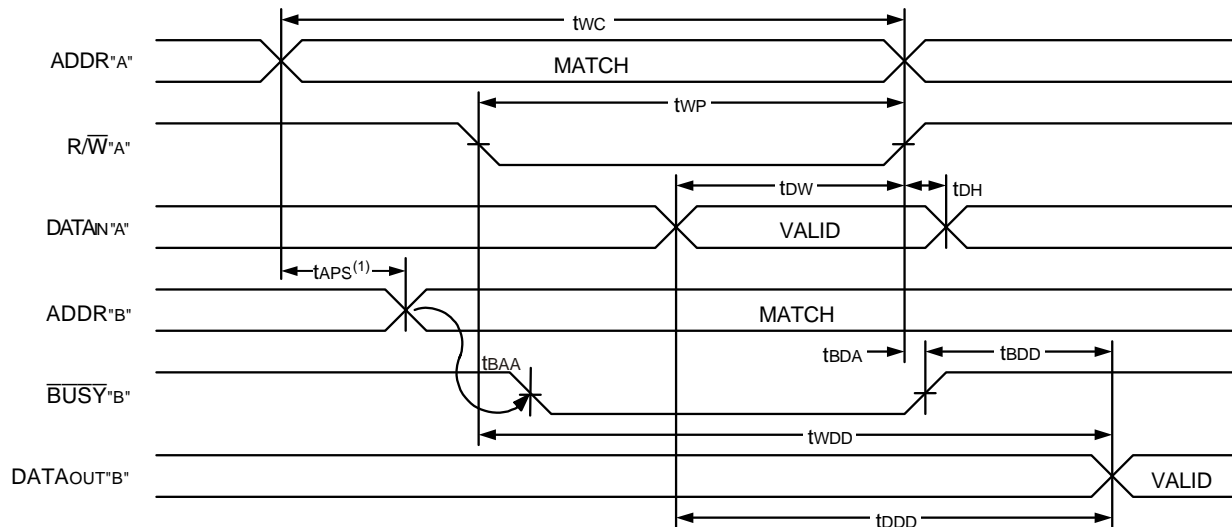 tWC
ADDR"A"
MATCH
tWP
R/W̅"A"
tDW
tDH
DATAIN"A"
VALID
tAPS(1)
ADDR"B"
MATCH
tBDA
tBDD
tBAA
B̅U̅S̅Y̅"B"
tWDD
DATAOUT"B"
VALID
tDDD